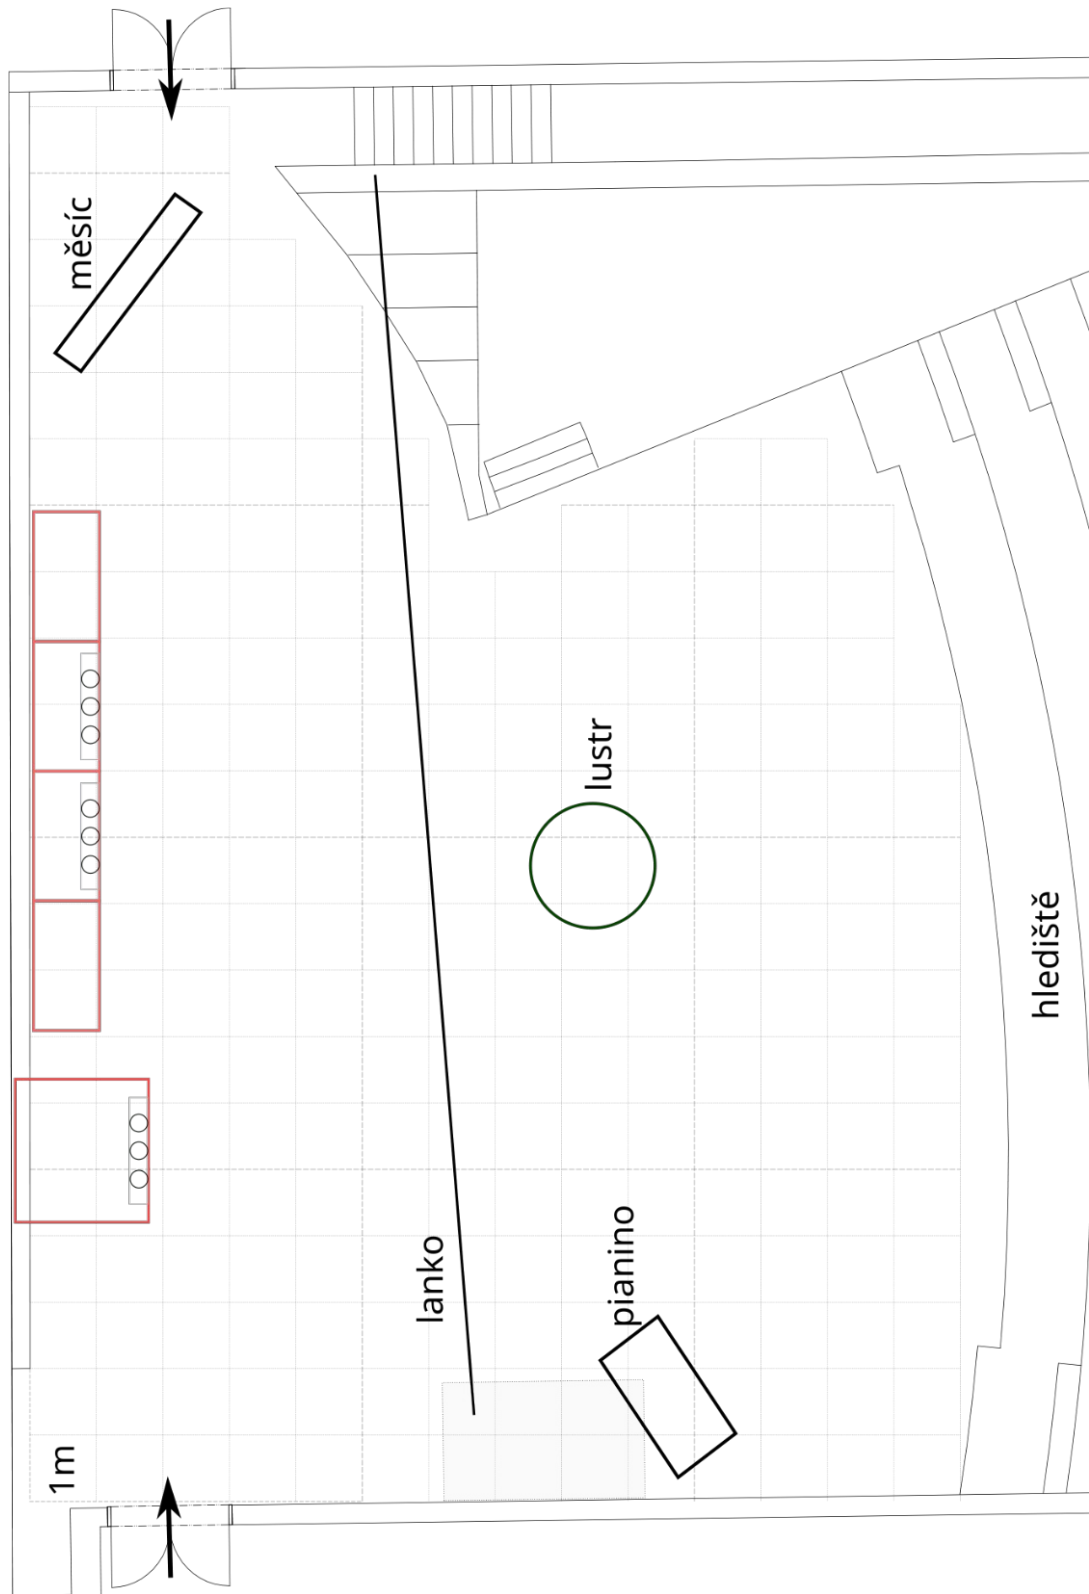 měsíc
lustr
hlediště
lanko
pianino
1m